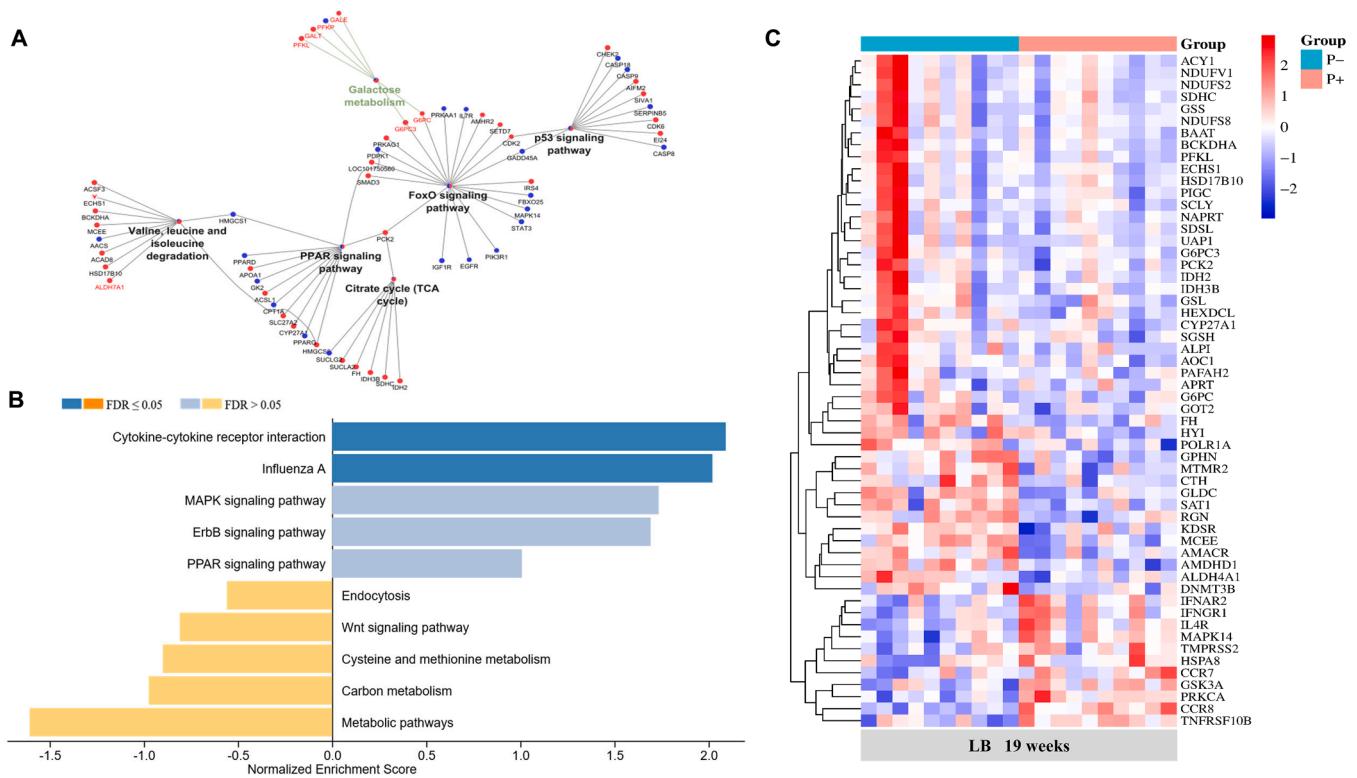 A
GALE
PFKP
GALT
PFKL
Galactose
metabolism
G6PC
G6PC3
PRKAA1
IL7R
AMHR2
SETD7
CDK2
GADD45A
PRKAG1
PDPK1
LOC101750560
SMAD3
CHEK2
CASP18
CASP9
AIFM2
SIVA1
SERPINB5
CDK6
EI24
CASP8
p53 signaling
pathway
FoxO signaling
pathway
IRS4
FBXO25
MAPK14
STAT3
PIK3R1
EGFR
IGF1R
PCK2
ACSF3
ECHS1
BCKDHA
MCEE
AACS
ACAD8
HSD17B10
ALDH7A1
HMGCS1
Valine, leucine and
isoleucine
degradation
PPAR signaling
pathway
PPARD
APOA1
GK2
ACSL1
CPT1A
SLC27A2
CYP27A1
PPARG
Citrate cycle (TCA
cycle)
SUCLG2
SUCLA2
FH
IDH3B
SDHC
IDH2
B
FDR ≤ 0.05
FDR > 0.05
Cytokine-cytokine receptor interaction
Influenza A
MAPK signaling pathway
ErbB signaling pathway
PPAR signaling pathway
Endocytosis
Wnt signaling pathway
Cysteine and methionine metabolism
Carbon metabolism
Metabolic pathways
-1.5 -1.0 -0.5 0.0 0.5 1.0 1.5 2.0
Normalized Enrichment Score
C
Group
ACY1
NDUFV1
NDUFS2
SDHC
GSS
NDUFS8
BAAT
BCKDHA
PFKL
ECHS1
HSD17B10
PIGC
SCLY
NAPRT
SDSL
UAP1
G6PC3
PCK2
IDH2
IDH3B
GSL
HEXDCL
CYP27A1
SGSH
ALPI
AOC1
PAFAH2
APRT
G6PC
GOT2
FH
HYI
POLR1A
GPHN
MTMR2
CTH
GLDC
SAT1
RGN
KDSR
MCEE
AMACR
AMDHD1
ALDH4A1
DNMT3B
IFNAR2
IFNGR1
IL4R
MAPK14
TMPRSS2
HSPA8
CCR7
GSK3A
PRKCA
CCR8
TNFRSF10B
LB 19 weeks
2
1
0
−1
−2
Group
P−
P+